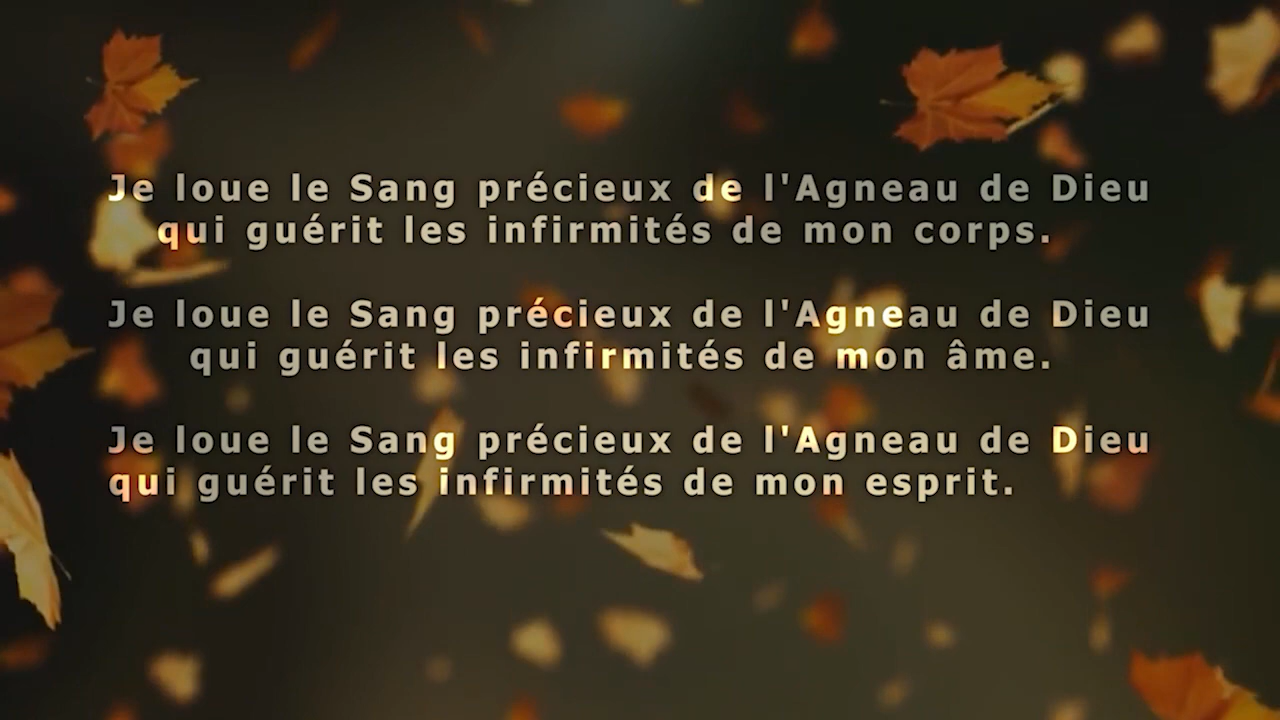 Je loue le Sang précieux de l'Agneau de Dieu
qui guérit les infirmités de mon corps.
Je loue le Sang précieux de l'Agneau de Dieu
qui guérit les infirmités de mon âme.
Je loue le Sang précieux de l'Agneau de Dieu
qui guérit les infirmités de mon esprit.